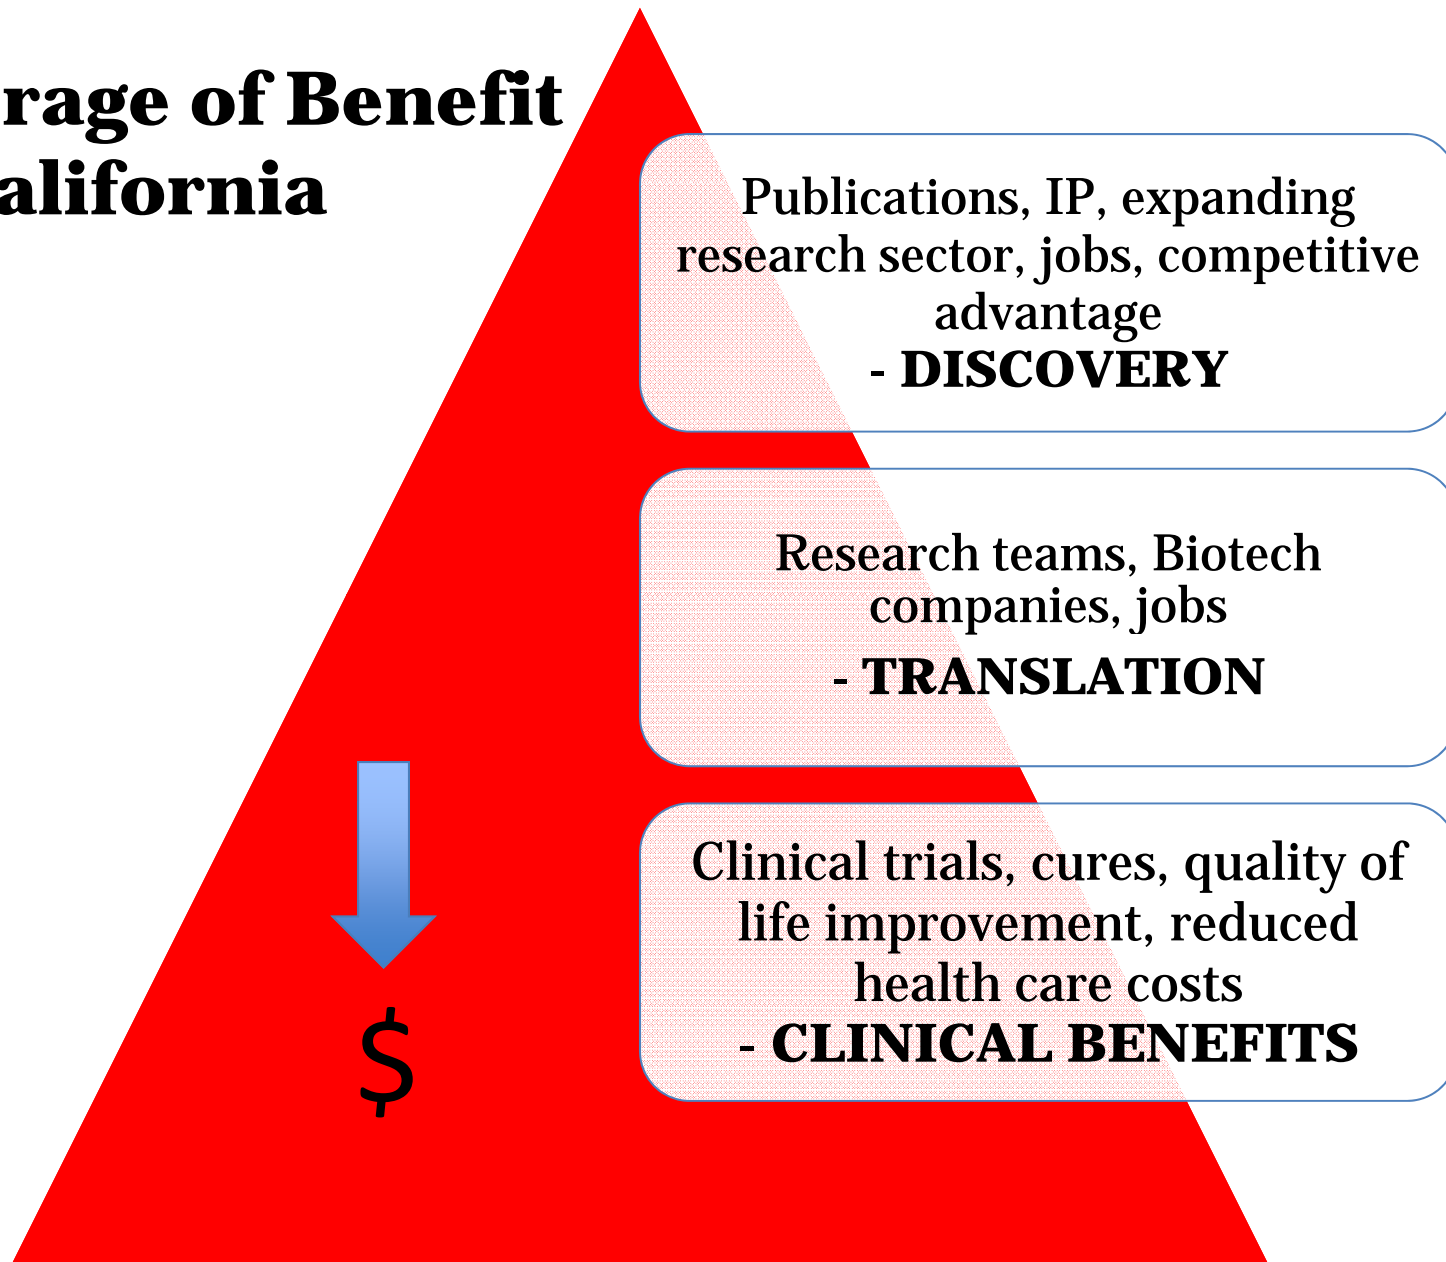 rage of Benefit
alifornia
Publications, IP, expanding
research sector, jobs, competitive
advantage
- DISCOVERY
Research teams, Biotech
companies, jobs
- TRANSLATION
Clinical trials, cures, quality of
life improvement, reduced
health care costs
- CLINICAL BENEFITS
$